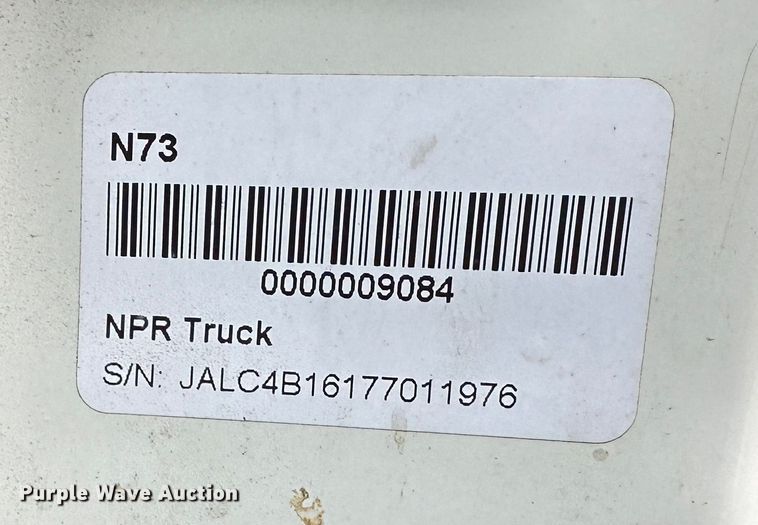 N73
0000009084
NPR Truck
S/N: JALC4B16177011976
Purple Wave Auction